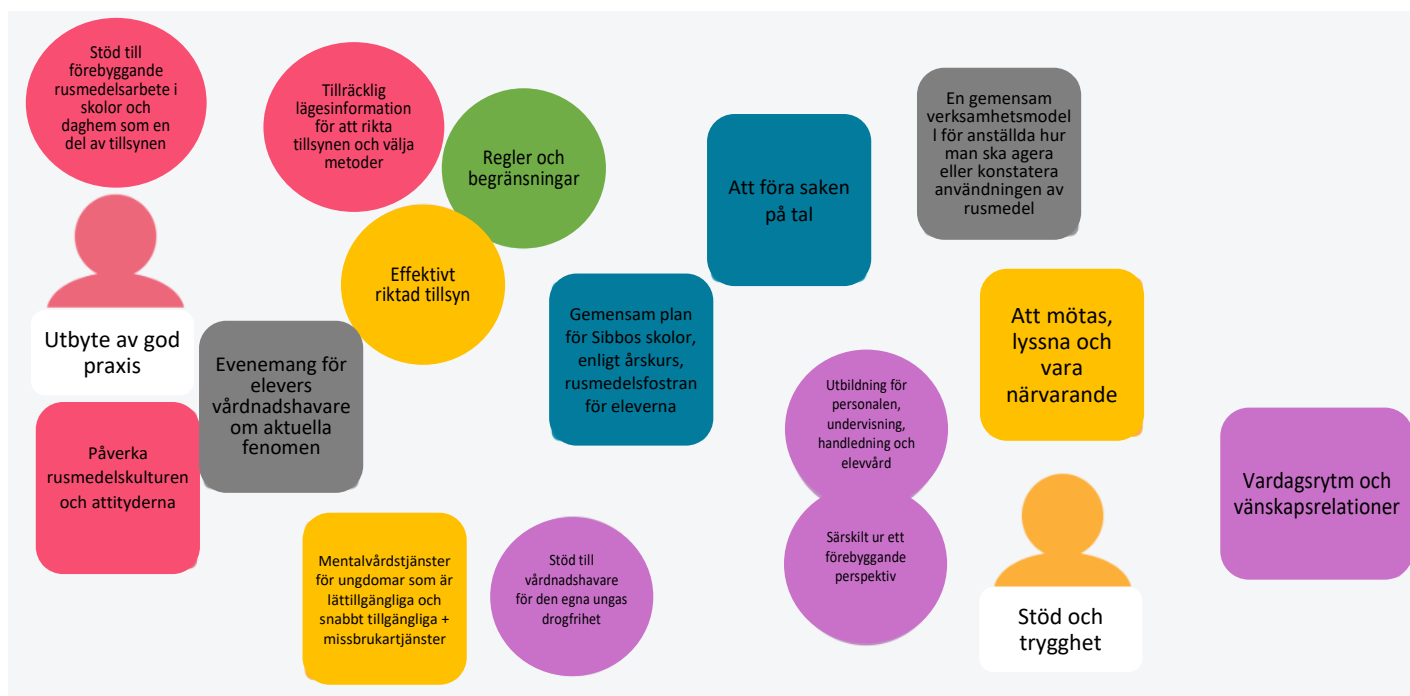 Stöd till
förebyggande
rusmedelsarbete i
skolor och
daghem som en
del av tillsynen
Tillräcklig
lägesinformation
för att rikta
tillsynen och välja
metoder
Regler och
begränsningar
Effektivt
riktad tillsyn
Att föra saken
på tal
En gemensam
verksamhetsmodel
l för anställda hur
man ska agera
eller konstatera
användningen av
rusmedel
Utbyte av god
praxis
Evenemang för
elevers
vårdnadshavare
om aktuella
fenomen
Gemensam plan
för Sibbos skolor,
enligt årskurs,
rusmedelsfostran
för eleverna
Att mötas,
lyssna och
vara
närvarande
Utbildning för
personalen,
undervisning,
handledning och
elevvård
Påverka
rusmedelskulturen
och attityderna
Vardagsrytm och
vänskapsrelationer
Särskilt ur ett
förebyggande
perspektiv
Mentalvårdstjänster
för ungdomar som är
lättillgängliga och
snabbt tillgängliga +
missbrukartjänster
Stöd till
vårdnadshavare
för den egna ungas
drogfrihet
Stöd och
trygghet